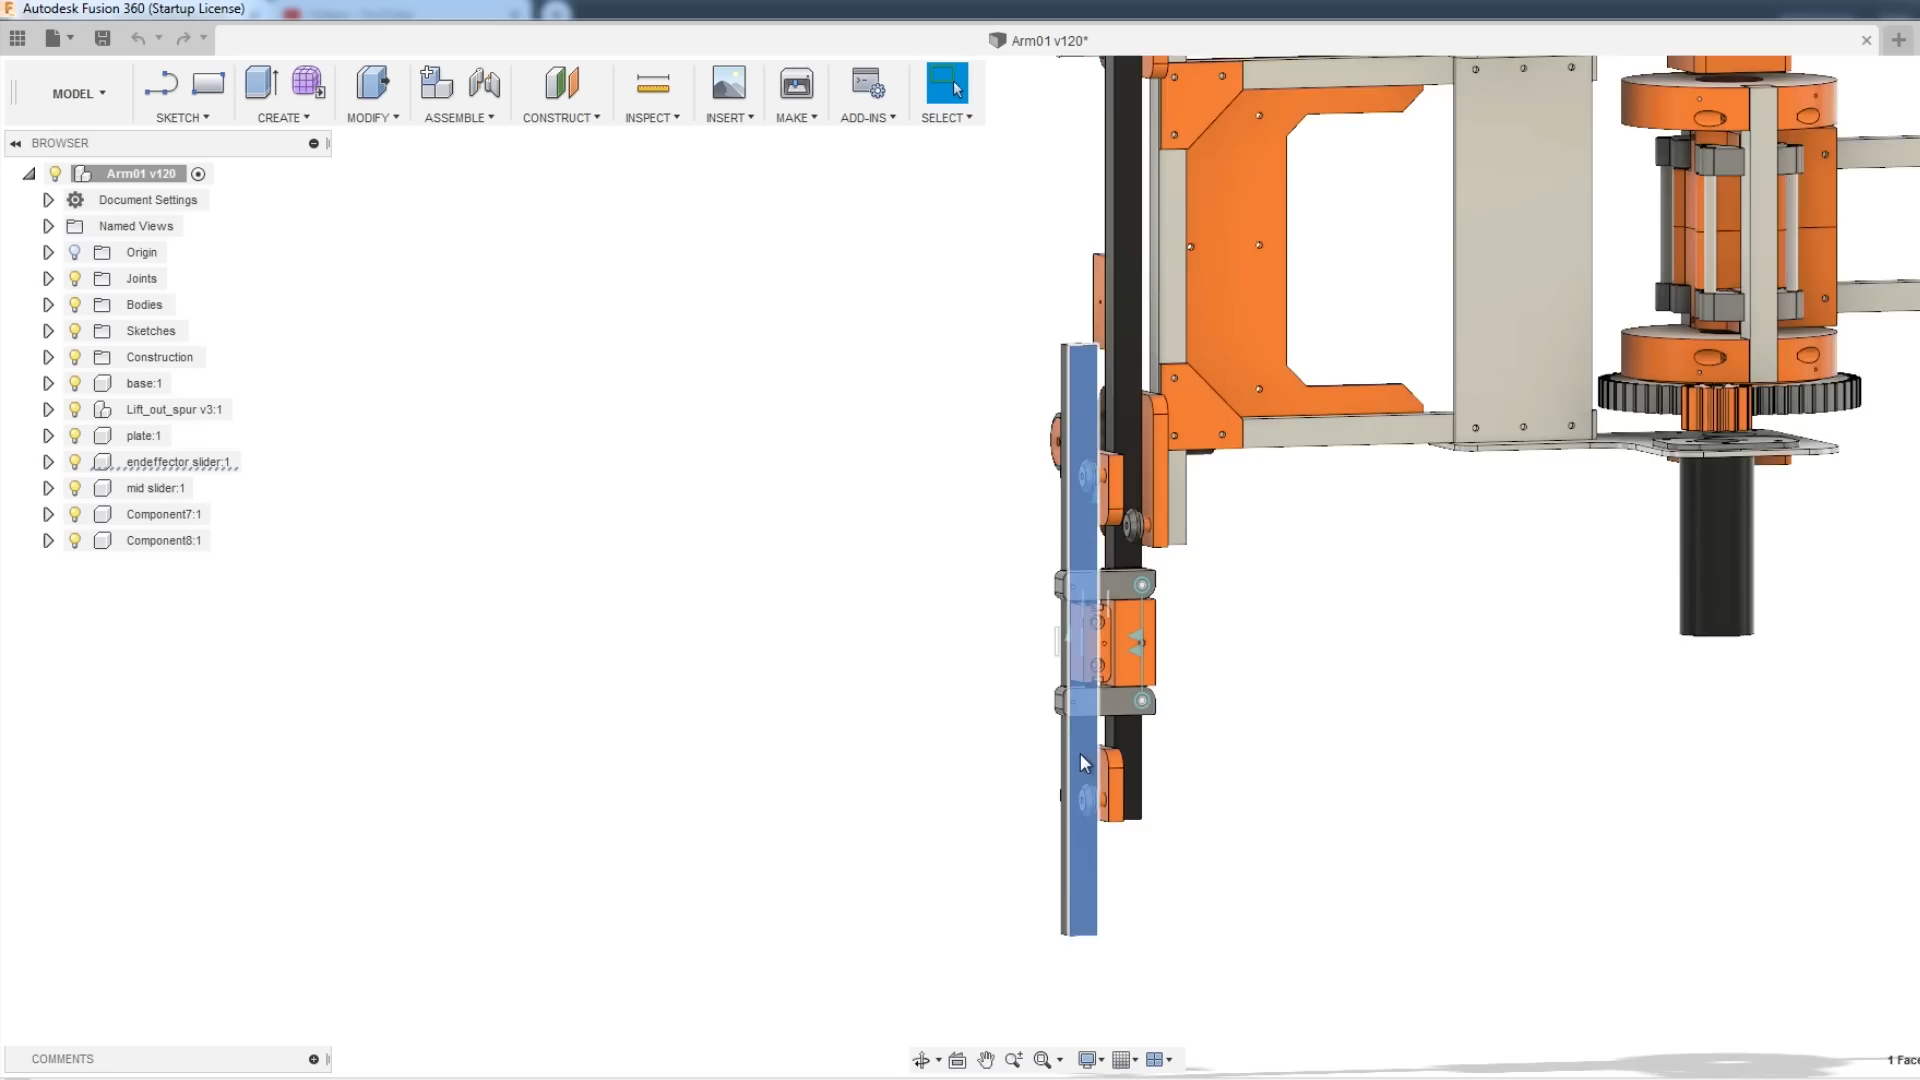 Autodesk Fusion 360 (Startup License)
Arm01 v120*
MODEL
SKETCH
CREATE
MODIFY
ASSEMBLE
CONSTRUCT
INSPECT
INSERT
MAKE
ADD-INS
SELECT
BROWSER
Arm01 v120
Document Settings
Named Views
Origin
Joints
Bodies
Sketches
Construction
base:1
Lift_out_spur v3:1
plate:1
endeffector slider:1
mid slider:1
Component7:1
Component8:1
COMMENTS
1 Face